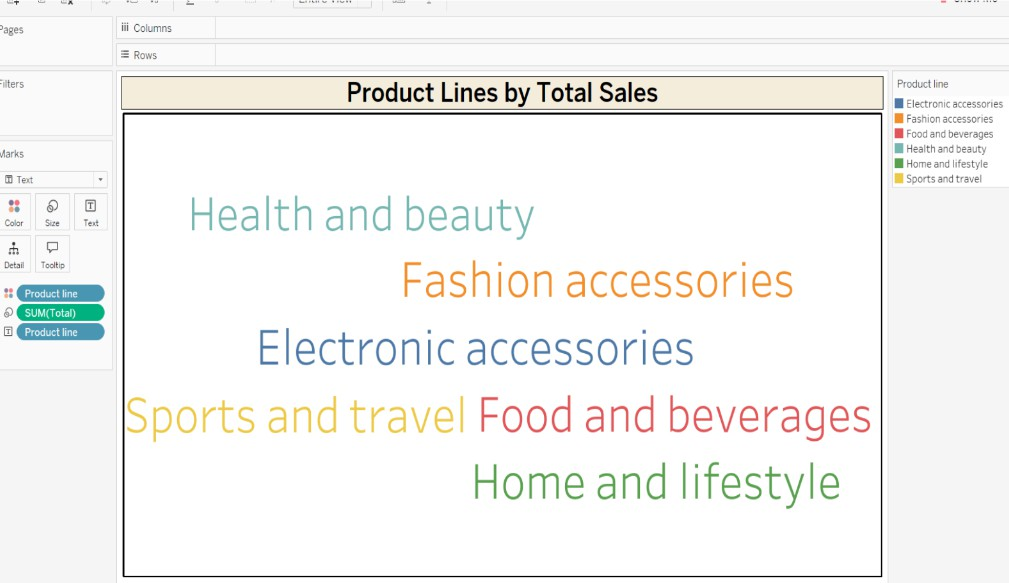 Pages
Columns
Rows
Filters
Marks
Text
Color
Size
Text
Detail
Tooltip
Product line
SUM(Total)
Product line
Product Lines by Total Sales
Health and beauty
Fashion accessories
Electronic accessories
Sports and travel Food and beverages
Home and lifestyle
Product line
Electronic accessories
Fashion accessories
Food and beverages
Health and beauty
Home and lifestyle
Sports and travel